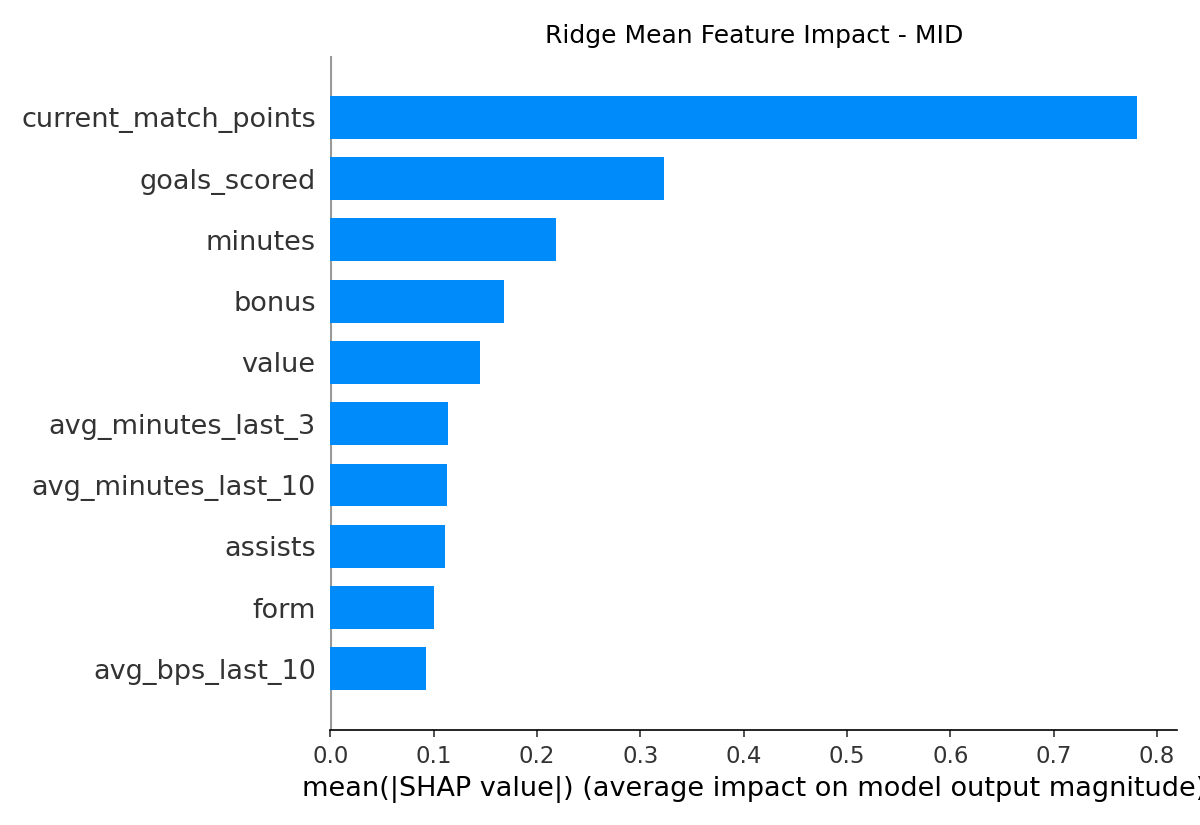 Ridge Mean Feature Impact - MID
current_match_points
goals_scored
minutes
bonus
value
avg_minutes_last_3
avg_minutes_last_10
assists
form
avg_bps_last_10
0.0 0.1 0.2 0.3 0.4 0.5 0.6 0.7 0.8
mean(|SHAP value|) (average impact on model output magnitude)